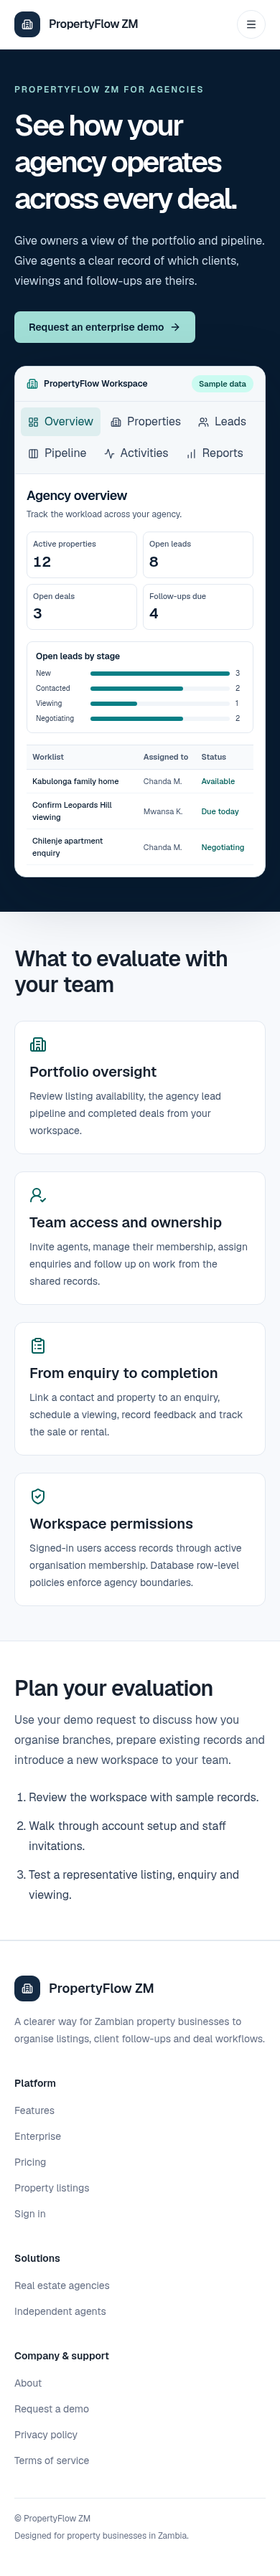 PropertyFlow ZM
PROPERTYFLOW ZM FOR AGENCIES
See how your
agency operates
across every deal.
Give owners a view of the portfolio and pipeline.
Give agents a clear record of which clients,
viewings and follow-ups are theirs.
Request an enterprise demo →
PropertyFlow Workspace
Sample data
Overview Properties Leads
Pipeline Activities Reports
Agency overview
Track the workload across your agency.
Active properties
12
Open leads
8
Open deals
3
Follow-ups due
4
Open leads by stage
New 3
Contacted 2
Viewing 1
Negotiating 2
Worklist Assigned to Status
Kabulonga family home Chanda M. Available
Confirm Leopards Hill
viewing Mwansa K. Due today
Chilenje apartment
enquiry Chanda M. Negotiating
What to evaluate with
your team
Portfolio oversight
Review listing availability, the agency lead
pipeline and completed deals from your
workspace.
Team access and ownership
Invite agents, manage their membership, assign
enquiries and follow up on work from the
shared records.
From enquiry to completion
Link a contact and property to an enquiry,
schedule a viewing, record feedback and track
the sale or rental.
Workspace permissions
Signed-in users access records through active
organisation membership. Database row-level
policies enforce agency boundaries.
Plan your evaluation
Use your demo request to discuss how you
organise branches, prepare existing records and
introduce a new workspace to your team.
1. Review the workspace with sample records.
2. Walk through account setup and staff
invitations.
3. Test a representative listing, enquiry and
viewing.
PropertyFlow ZM
A clearer way for Zambian property businesses to
organise listings, client follow-ups and deal workflows.
Platform
Features
Enterprise
Pricing
Property listings
Sign in
Solutions
Real estate agencies
Independent agents
Company & support
About
Request a demo
Privacy policy
Terms of service
© PropertyFlow ZM
Designed for property businesses in Zambia.